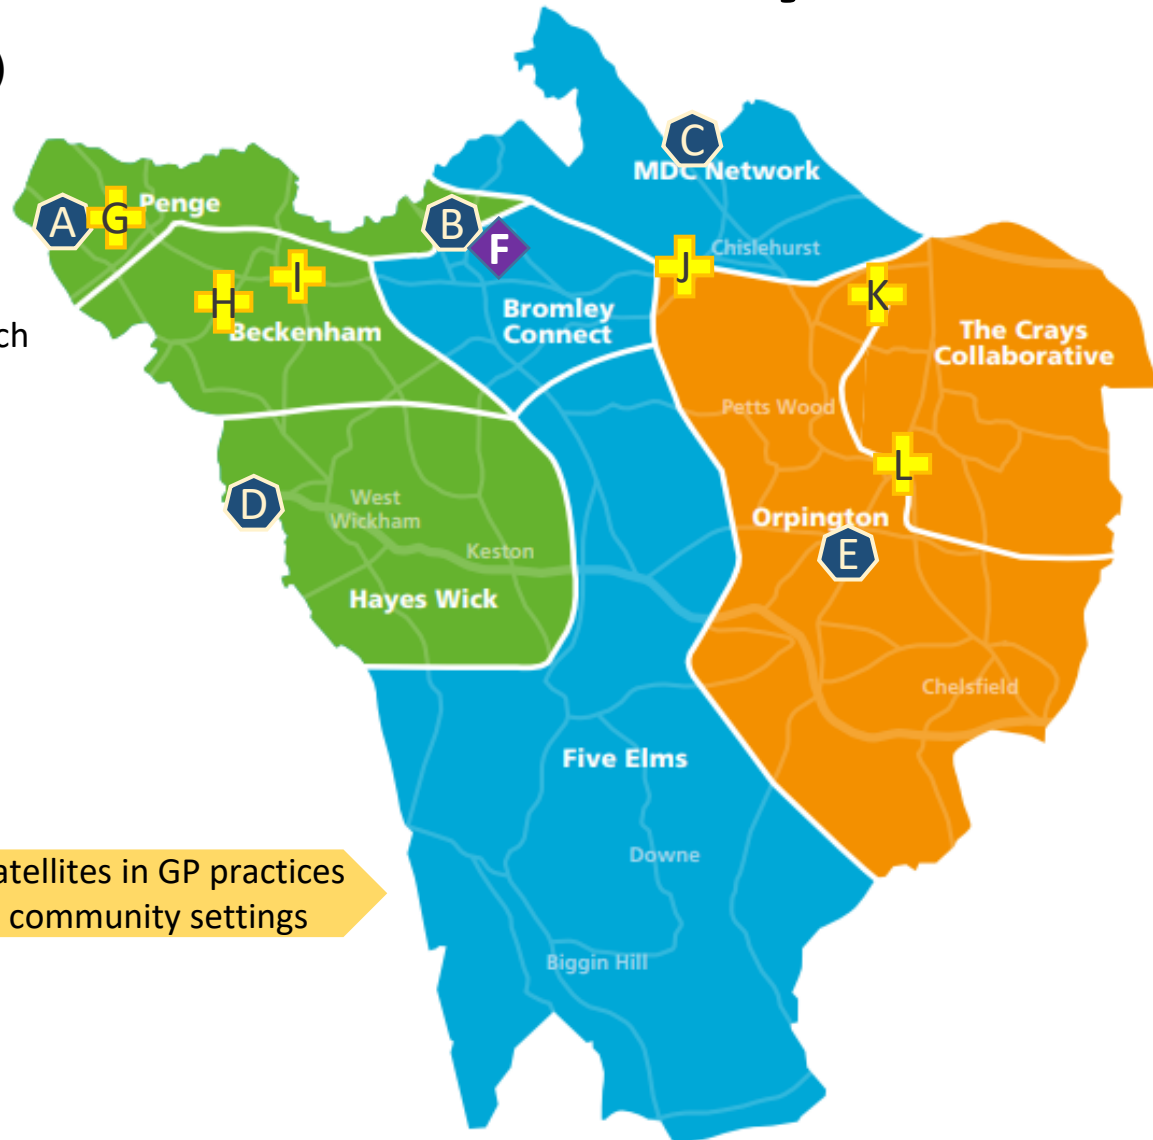 )
C
MDC Network
Penge
A
G
B
F
Chislehurst
J
K
I
H
Beckenham
Bromley
Connect
The Crays
Collaborative
ch
Petts Wood
L
D
West
Wickham
Orpington
Keston
E
Hayes Wick
Chelsfield
Five Elms
Downe
atellites in GP practices
community settings
Biggin Hill